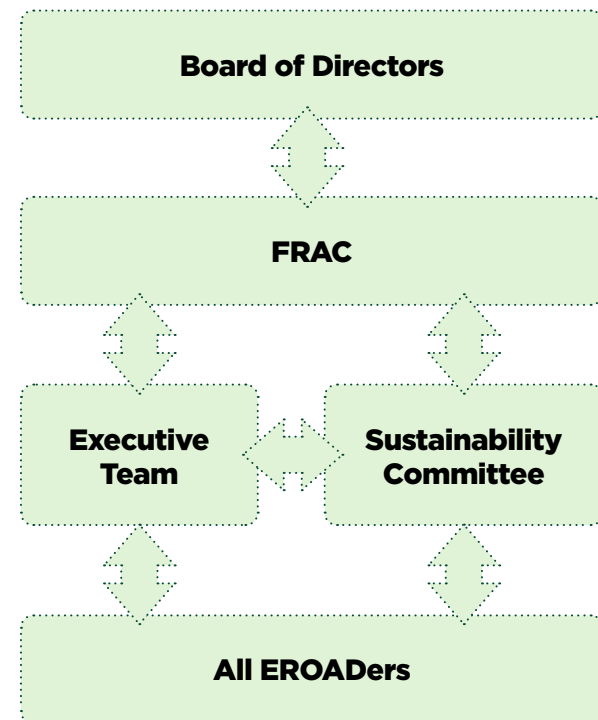 Board of Directors
FRAC
Executive
Team
Sustainability
Committee
All EROADers